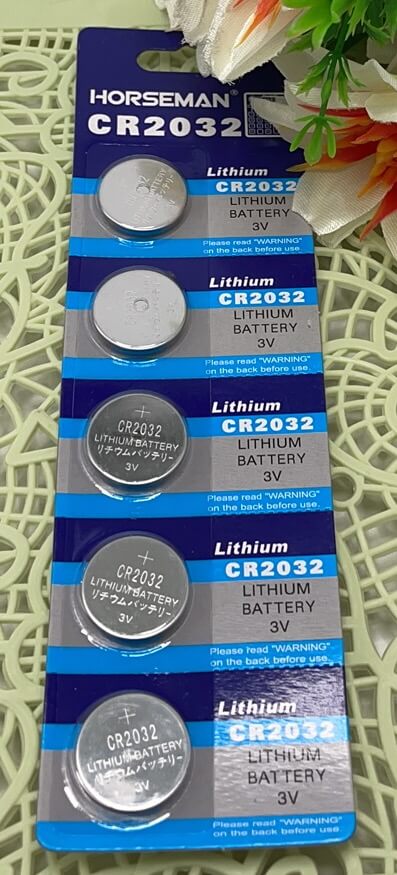 HORSEMAN®
CR2032
Lithium
CR2032
LITHIUM
BATTERY
3V
Please read "WARNING"
on the back before use.
Lithium
CR2032
LITHIUM
BATTERY
3V
Please read "WARNING"
on the back before use.
CR2032
LITHIUM BATTERY
リチウムバッテリー
3V
Lithium
CR2032
LITHIUM
BATTERY
3V
Please read "WARNING"
on the back before use.
CR2032
LITHIUM BATTERY
リチウムバッテリー
3V
Lithium
CR2032
LITHIUM
BATTERY
3V
Please read "WARNING"
on the back before use.
CR2032
LITHIUM BATTERY
リチウムバッテリー
3V
Lithium
CR2032
LITHIUM
BATTERY
3V
Please read "WARNING"
on the back before use.